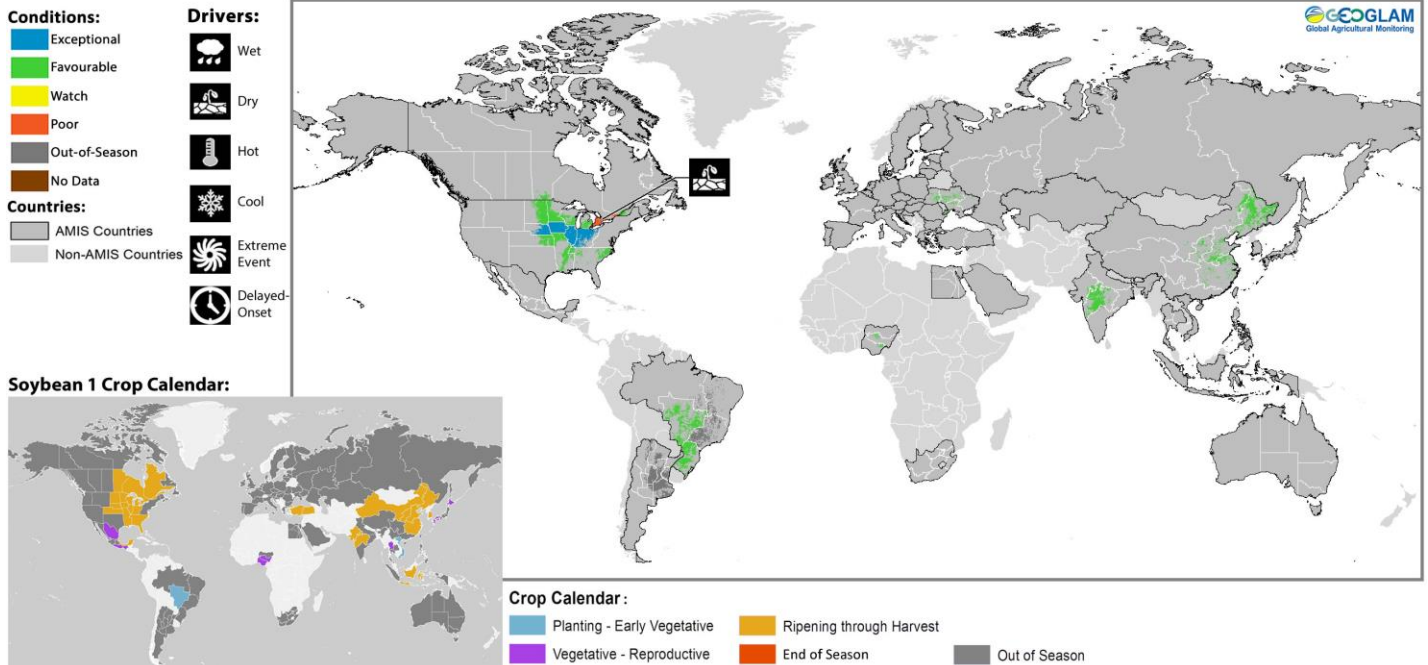 Conditions:
Exceptional
Favourable
Watch
Poor
Out-of-Season
No Data
Countries:
AMIS Countries
Non-AMIS Countries
Drivers:
Wet
Dry
Hot
Cool
Extreme
Event
Delayed-
Onset
GEOGLAM
Global Agricultural Monitoring
Soybean 1 Crop Calendar:
Crop Calendar :
Planting - Early Vegetative
Ripening through Harvest
Vegetative - Reproductive
End of Season
Out of Season